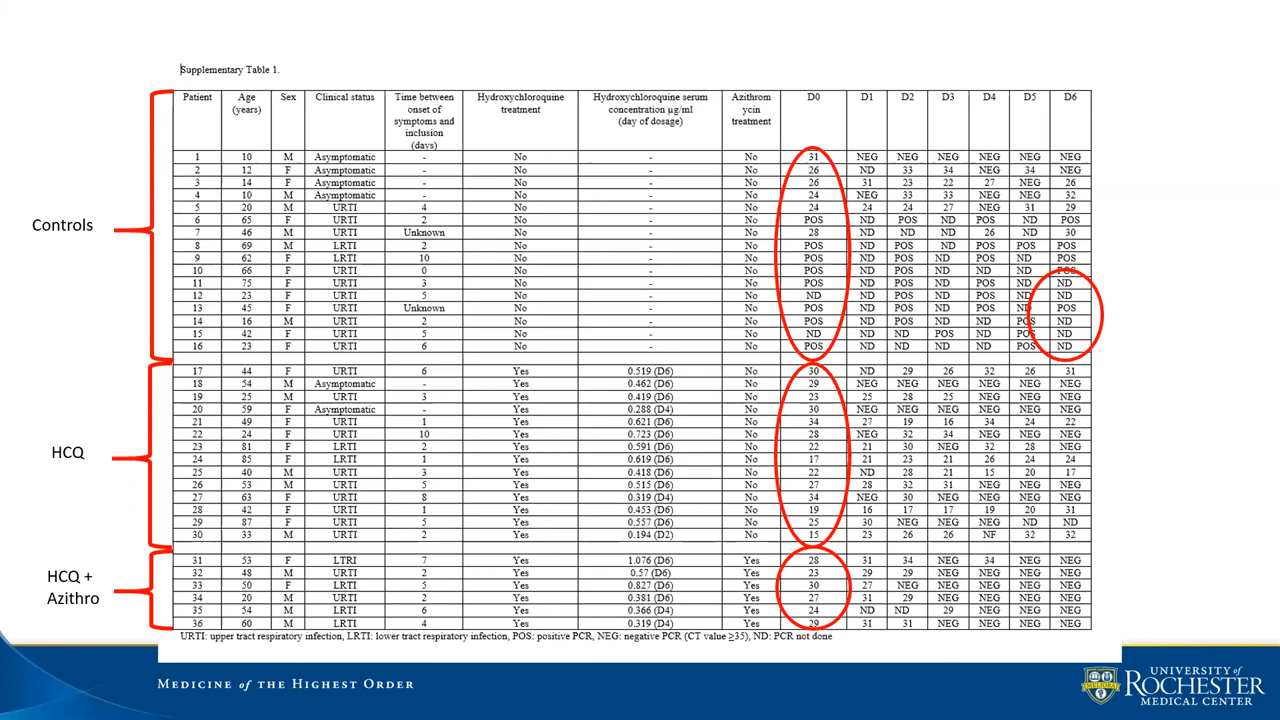 Supplementary Table 1.
Patient Age (years) Sex Clinical status Time between onset of symptoms and inclusion (days) Hydroxychloroquine treatment Hydroxychloroquine serum concentration µg/ml (day of dosage) Azithromycin treatment D0 D1 D2 D3 D4 D5 D6
Controls
1 10 M Asymptomatic - No - No 31 NEG NEG NEG NEG NEG NEG
2 12 F Asymptomatic - No - No 26 ND 33 34 NEG 34 NEG
3 14 F Asymptomatic - No - No 26 31 23 22 27 NEG 26
4 10 M Asymptomatic - No - No 24 NEG 33 33 NEG NEG 32
5 20 M URTI 4 No - No 24 24 24 27 NEG 31 29
6 65 F URTI 2 No - No POS ND POS ND POS ND POS
7 46 M URTI Unknown No - No 28 ND ND ND 26 ND 30
8 69 M LRTI 2 No - No POS ND POS ND POS POS POS
9 62 F LRTI 10 No - No POS ND POS ND POS ND POS
10 66 F URTI 0 No - No POS ND POS ND ND ND POS
11 75 F URTI 3 No - No POS ND POS ND POS ND ND
12 23 F URTI 5 No - No ND ND POS ND POS ND ND
13 45 F URTI Unknown No - No POS ND POS ND POS ND POS
14 16 M URTI 2 No - No POS ND POS ND ND POS ND
15 42 F URTI 5 No - No ND ND ND POS ND POS ND
16 23 F URTI 6 No - No POS ND ND ND ND POS ND
HCQ
17 44 F URTI 6 Yes 0.519 (D6) No 30 ND 29 26 32 26 31
18 54 M Asymptomatic - Yes 0.462 (D6) No 29 NEG NEG NEG NEG NEG NEG
19 25 M URTI 3 Yes 0.419 (D6) No 23 25 28 25 NEG NEG NEG
20 59 F Asymptomatic - Yes 0.288 (D4) No 30 NEG NEG NEG NEG NEG NEG
21 49 F URTI 1 Yes 0.621 (D6) No 34 27 19 16 34 24 22
22 24 F URTI 10 Yes 0.723 (D6) No 28 NEG 32 34 NEG NEG NEG
23 81 F LRTI 2 Yes 0.591 (D6) No 22 21 30 NEG 32 28 NEG
24 85 F LRTI 1 Yes 0.619 (D6) No 17 21 23 21 26 24 24
25 40 M URTI 3 Yes 0.418 (D6) No 22 ND 28 21 15 20 17
26 53 M URTI 5 Yes 0.515 (D6) No 27 28 32 31 NEG NEG NEG
27 63 F URTI 8 Yes 0.319 (D4) No 34 NEG 30 NEG NEG NEG NEG
28 42 F URTI 1 Yes 0.453 (D6) No 19 16 17 17 19 20 31
29 87 F URTI 5 Yes 0.557 (D6) No 25 30 NEG NEG NEG ND ND
30 33 M URTI 2 Yes 0.194 (D2) No 15 23 26 26 NF 32 32
HCQ +
Azithro
31 53 F LTRI 7 Yes 1.076 (D6) Yes 28 31 34 NEG 34 NEG NEG
32 48 M URTI 2 Yes 0.57 (D6) Yes 23 29 29 NEG NEG NEG NEG
33 50 F LRTI 5 Yes 0.827 (D6) Yes 30 27 NEG NEG NEG NEG NEG
34 20 M URTI 2 Yes 0.381 (D6) Yes 27 31 29 NEG NEG NEG NEG
35 54 M LRTI 6 Yes 0.366 (D4) Yes 24 ND ND 29 NEG NEG NEG
36 60 M LRTI 4 Yes 0.319 (D4) Yes 29 31 31 NEG NEG NEG NEG
URTI: upper tract respiratory infection, LRTI: lower tract respiratory infection, POS: positive PCR, NEG: negative PCR (CT value ≥35), ND: PCR not done
MEDICINE of the HIGHEST ORDER
MELIORA
UNIVERSITY of
ROCHESTER
MEDICAL CENTER